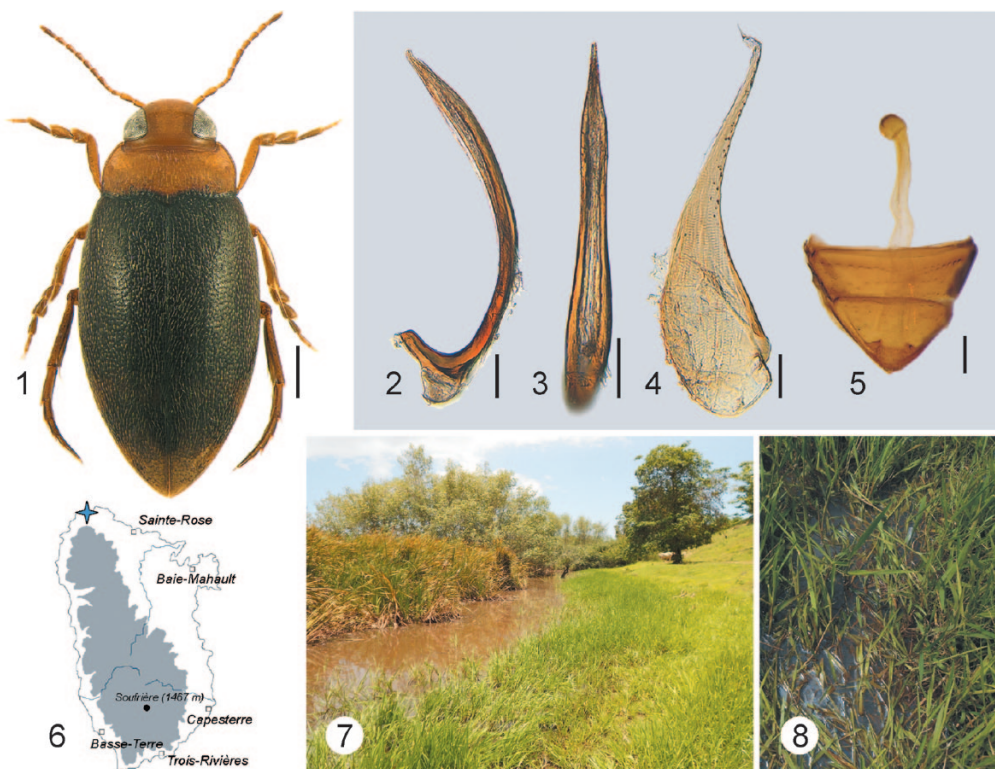 1
2
3
4
5
Sainte-Rose
Baie-Mahault
Soufrière (1467 m)
Capesterre
Basse-Terre
Trois-Rivières
6
7
8